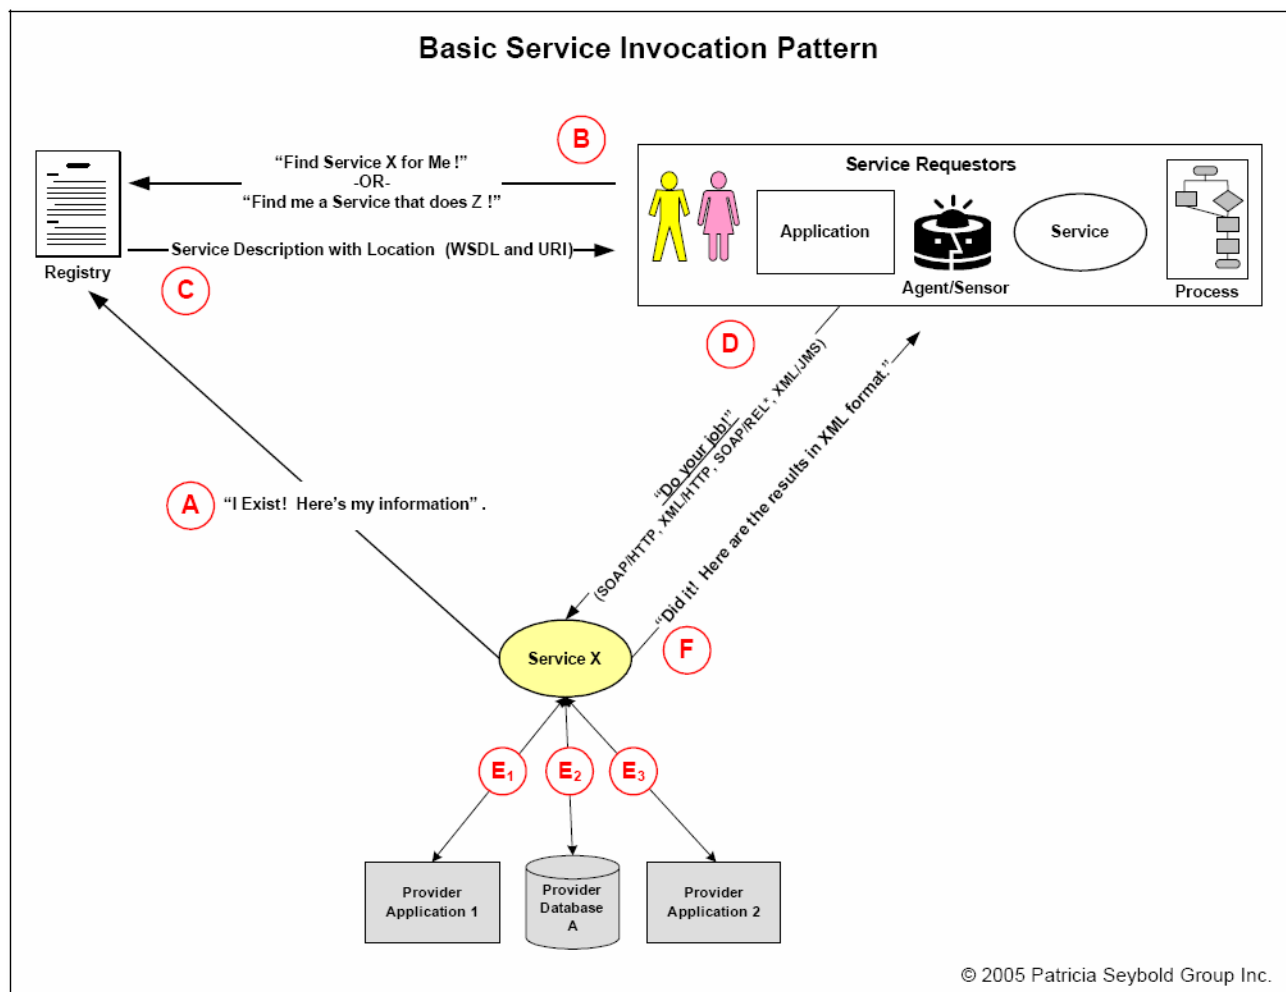 Basic Service Invocation Pattern
B
“Find Service X for Me !”
-OR-
“Find me a Service that does Z !”
Service Requestors
Application
Service
Agent/Sensor
Process
Service Description with Location (WSDL and URI)
Registry
C
D
“Do your job!”
(SOAP/HTTP, XML/HTTP, SOAP/REL*, XML/JMS)
“Did it! Here are the results in XML format.”
A
“I Exist! Here’s my information” .
Service X
F
E1
E2
E3
Provider
Application 1
Provider
Database
A
Provider
Application 2
© 2005 Patricia Seybold Group Inc.